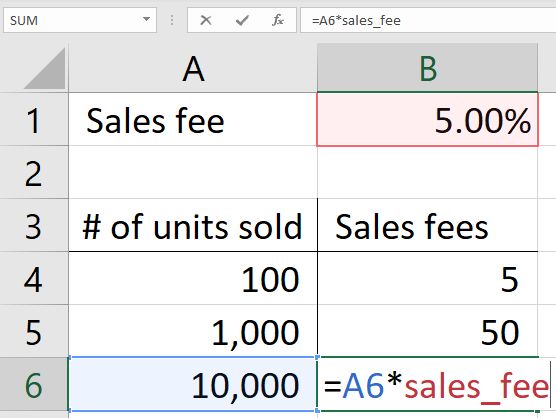 SUM =A6*sales_fee
A B
1 Sales fee 5.00%
2
3 # of units sold Sales fees
4 100 5
5 1,000 50
6 10,000 =A6*sales_fee